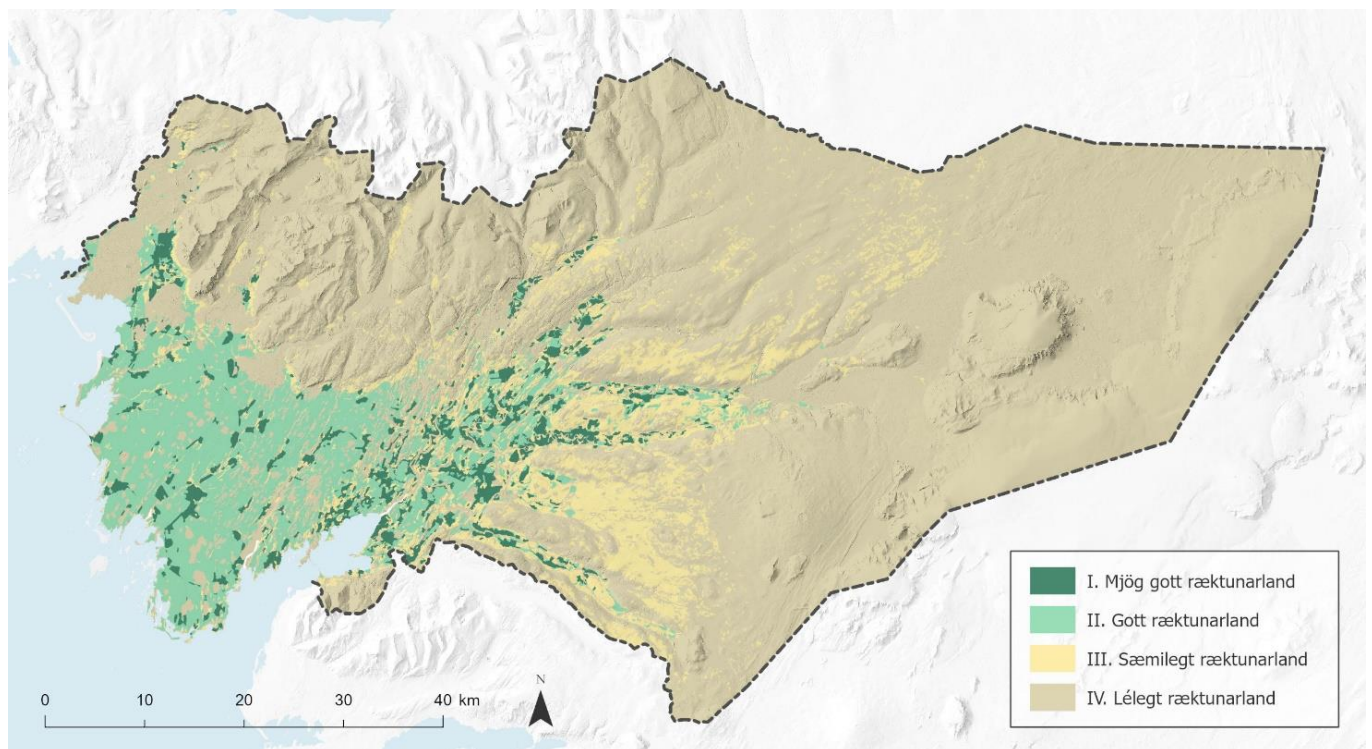 I. Mjög gott ræktunarland
II. Gott ræktunarland
III. Sæmilegt ræktunarland
IV. Lélegt ræktunarland
N
0 10 20 30 40 km